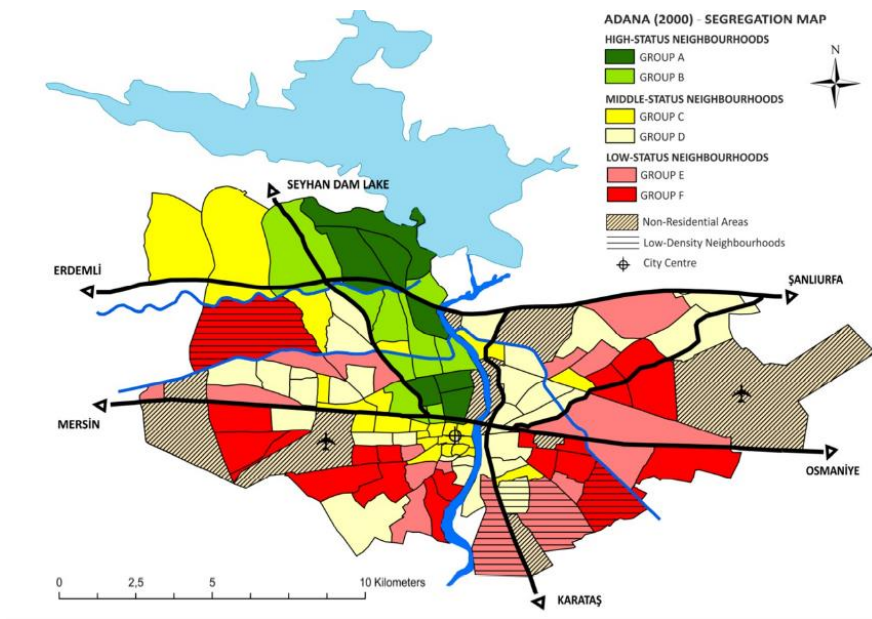 ADANA (2000) - SEGREGATION MAP
HIGH-STATUS NEIGHBOURHOODS
GROUP A
GROUP B
MIDDLE-STATUS NEIGHBOURHOODS
GROUP C
GROUP D
LOW-STATUS NEIGHBOURHOODS
GROUP E
GROUP F
Non-Residential Areas
Low-Density Neighbourhoods
City Centre
N
SEYHAN DAM LAKE
ERDEMLİ
ŞANLIURFA
MERSİN
OSMANİYE
KARATAŞ
0 2,5 5 10 Kilometers